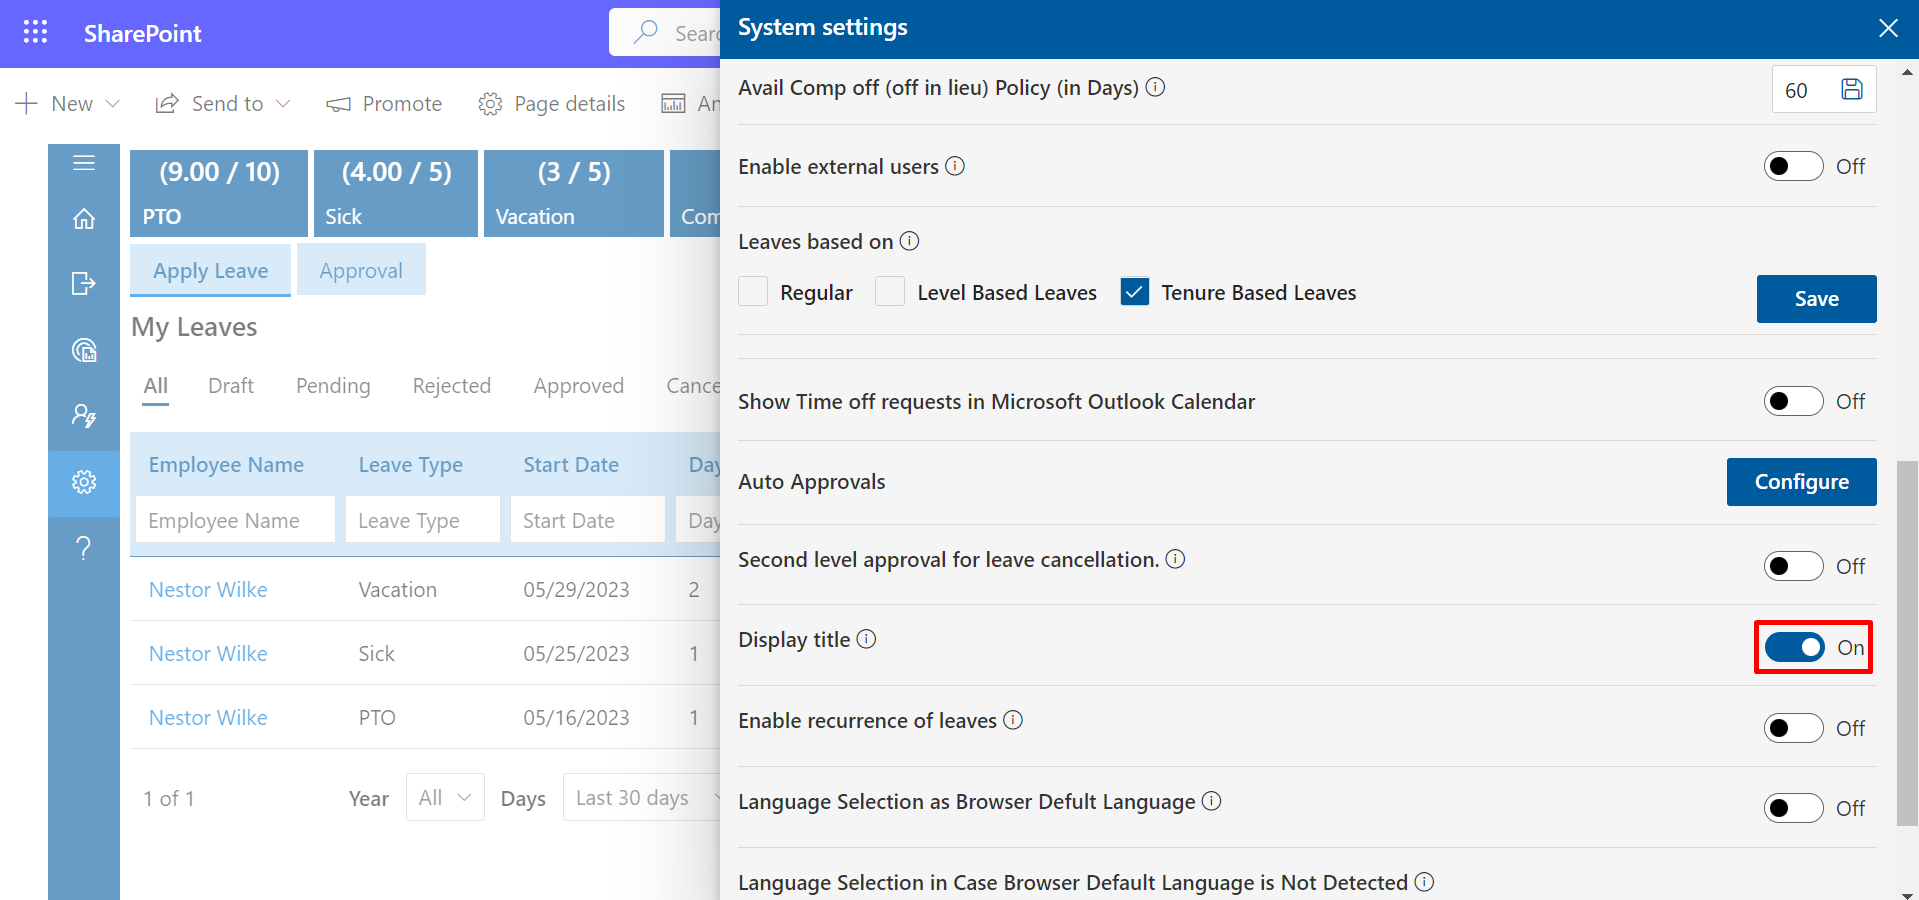 SharePoint
Sear
New
Send to
Promote
Page details
An
(9.00 / 10)
PTO
(4.00 / 5)
Sick
(3 / 5)
Vacation
Com
Apply Leave
Approval
My Leaves
All Draft Pending Rejected Approved Cance
Employee Name Leave Type Start Date Day
Employee Name Leave Type Start Date Day
Nestor Wilke Vacation 05/29/2023 2
Nestor Wilke Sick 05/25/2023 1
Nestor Wilke PTO 05/16/2023 1
1 of 1 Year All Days Last 30 days
System settings
Avail Comp off (off in lieu) Policy (in Days) 60
Enable external users Off
Leaves based on
Regular Level Based Leaves Tenure Based Leaves Save
Show Time off requests in Microsoft Outlook Calendar Off
Auto Approvals Configure
Second level approval for leave cancellation. Off
Display title On
Enable recurrence of leaves Off
Language Selection as Browser Defult Language Off
Language Selection in Case Browser Default Language is Not Detected